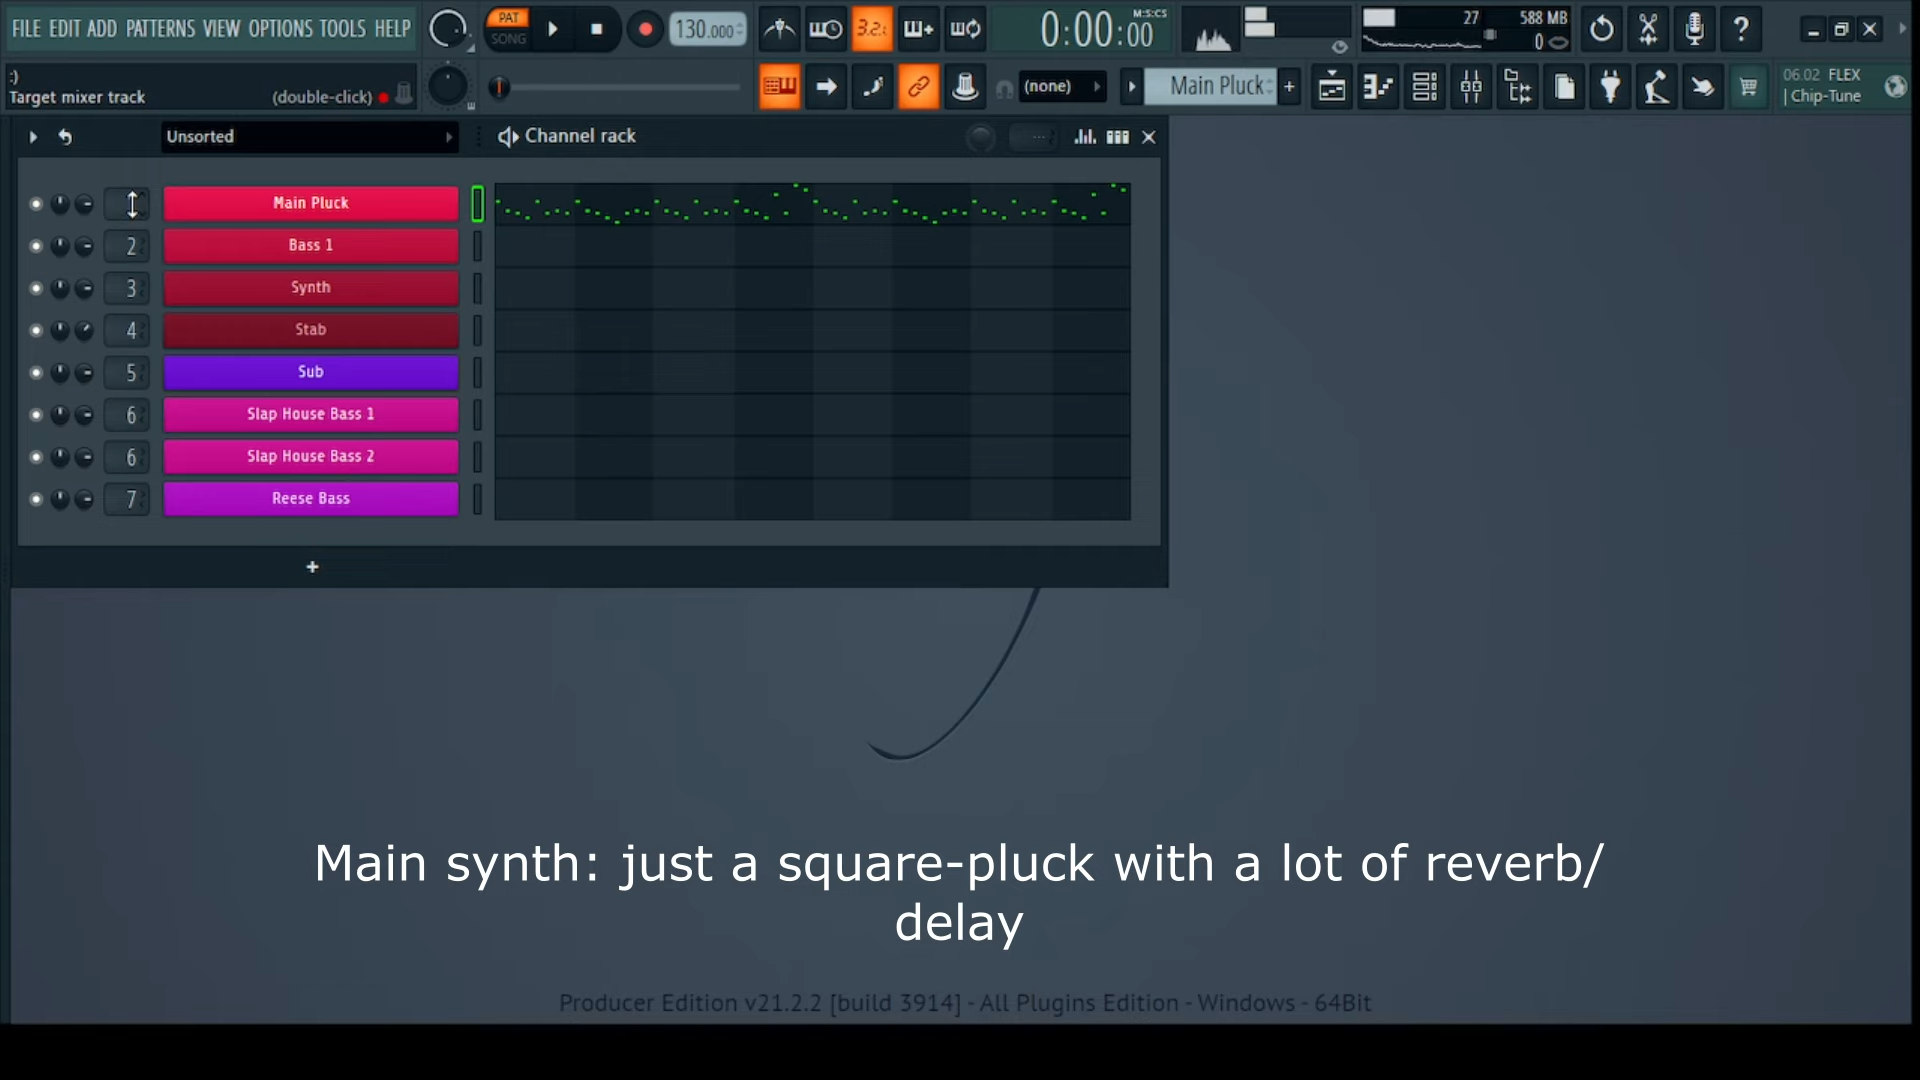 FILE EDIT ADD PATTERNS VIEW OPTIONS TOOLS HELP
PAT
SONG
130.000
3.2.:
0:00:00
M:S:CS
27
588 MB
0
?
:)
Target mixer track
(double-click)
(none)
Main Pluck
+
06.02 FLEX
| Chip-Tune
Unsorted
Channel rack
Main Pluck
2 Bass 1
3 Synth
4 Stab
5 Sub
6 Slap House Bass 1
6 Slap House Bass 2
7 Reese Bass
+
Main synth: just a square-pluck with a lot of reverb/
delay
Producer Edition v21.2.2 [build 3914] - All Plugins Edition - Windows - 64Bit